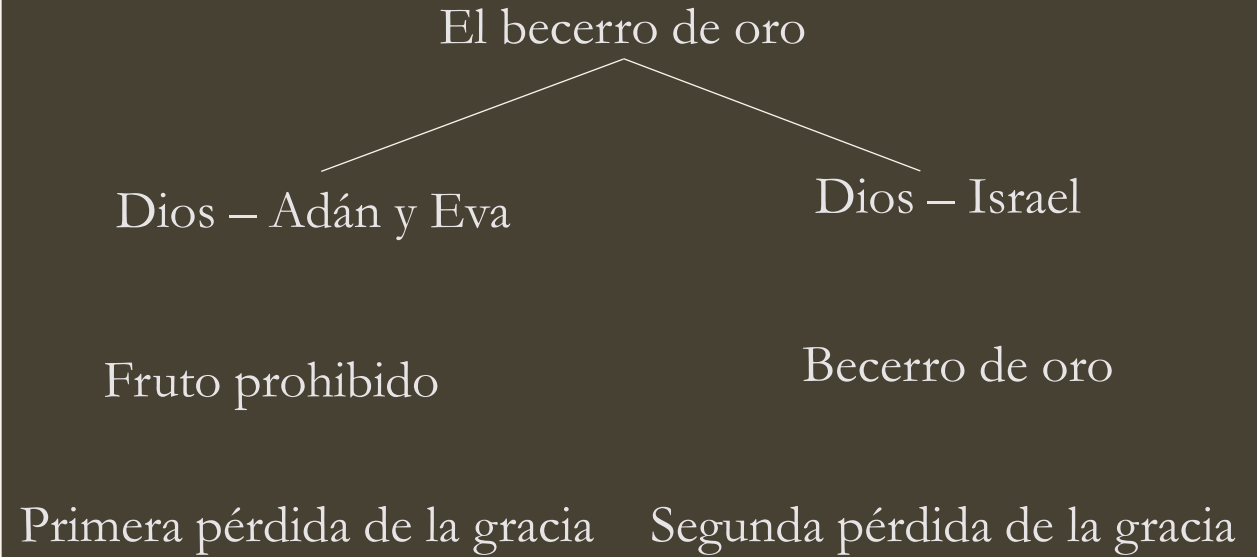 El becerro de oro
Dios – Adán y Eva
Dios – Israel
Fruto prohibido
Becerro de oro
Primera pérdida de la gracia
Segunda pérdida de la gracia